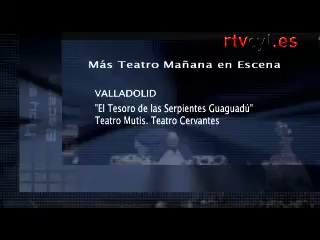 rtvcyl.es
Más Teatro Mañana en Escena
VALLADOLID
"El Tesoro de las Serpientes Guaguadú"
Teatro Mutis. Teatro Cervantes